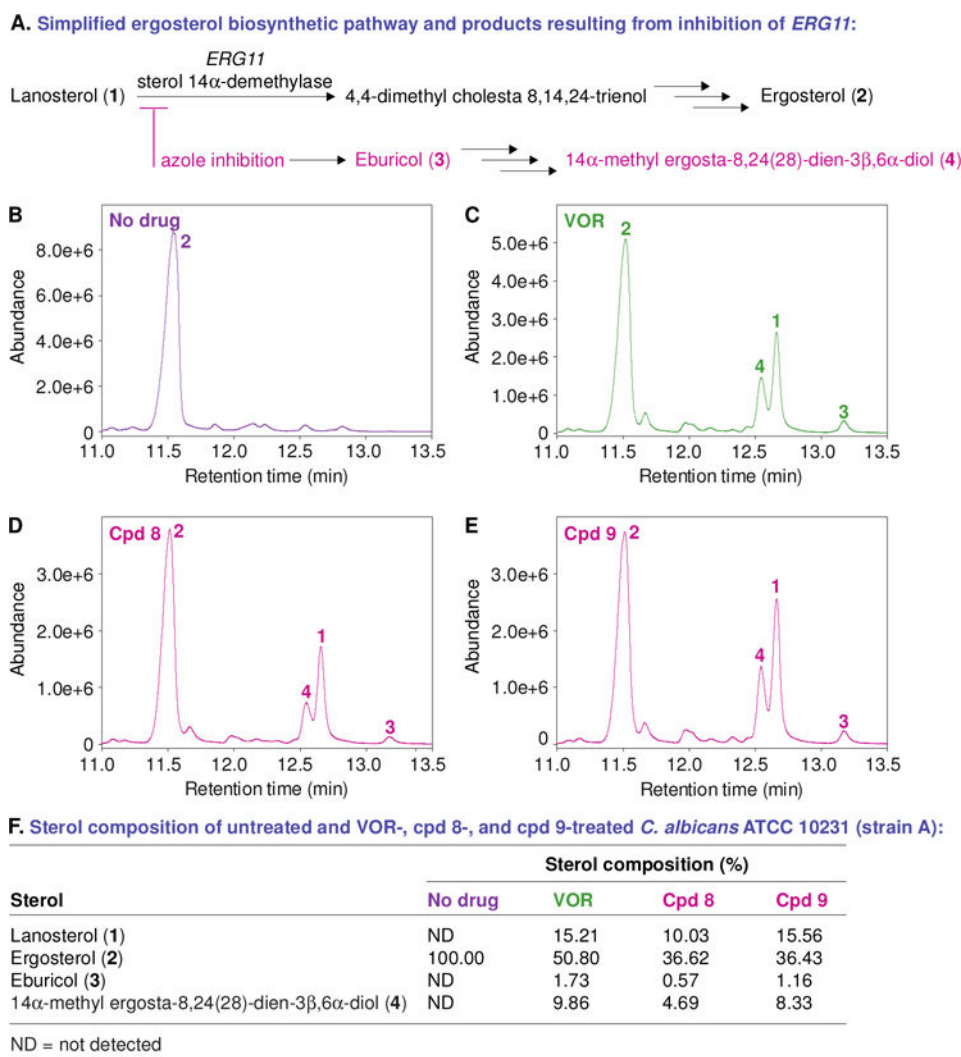 A. Simplified ergosterol biosynthetic pathway and products resulting from inhibition of ERG11:
ERG11
sterol 14α-demethylase
Lanosterol (1) 4,4-dimethyl cholesta 8,14,24-trienol Ergosterol (2)
azole inhibition Eburicol (3) 14α-methyl ergosta-8,24(28)-dien-3β,6α-diol (4)
B
No drug
2
8.0e+6
6.0e+6
4.0e+6
2.0e+6
0
Abundance
11.0 11.5 12.0 12.5 13.0 13.5
Retention time (min)
C
VOR
2
1
4
3
5.0e+6
4.0e+6
3.0e+6
2.0e+6
1.0e+6
0
Abundance
11.0 11.5 12.0 12.5 13.0 13.5
Retention time (min)
D
Cpd 8
2
1
4
3
3.0e+6
2.0e+6
1.0e+6
0
Abundance
11.0 11.5 12.0 12.5 13.0 13.5
Retention time (min)
E
Cpd 9
2
1
4
3
3.0e+6
2.0e+6
1.0e+6
0
Abundance
11.0 11.5 12.0 12.5 13.0 13.5
Retention time (min)
F. Sterol composition of untreated and VOR-, cpd 8-, and cpd 9-treated C. albicans ATCC 10231 (strain A):
Sterol composition (%)
Sterol No drug VOR Cpd 8 Cpd 9
Lanosterol (1) ND 15.21 10.03 15.56
Ergosterol (2) 100.00 50.80 36.62 36.43
Eburicol (3) ND 1.73 0.57 1.16
14α-methyl ergosta-8,24(28)-dien-3β,6α-diol (4) ND 9.86 4.69 8.33
ND = not detected